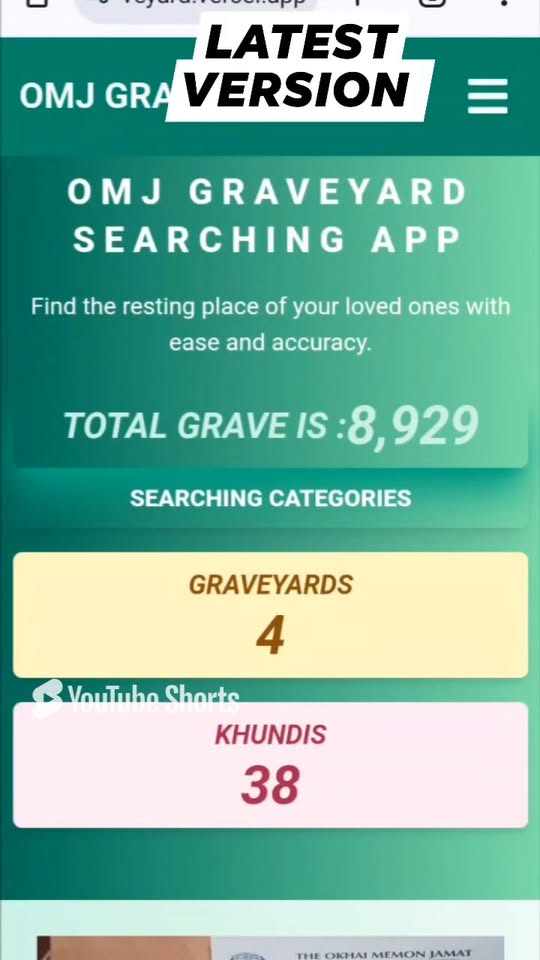 veyard.vercel.app
LATEST
VERSION
OMJ GRA
OMJ GRAVEYARD
SEARCHING APP
Find the resting place of your loved ones with
ease and accuracy.
TOTAL GRAVE IS :8,929
SEARCHING CATEGORIES
GRAVEYARDS
4
YouTube Shorts
KHUNDIS
38
THE OKHAI MEMON JAMAT